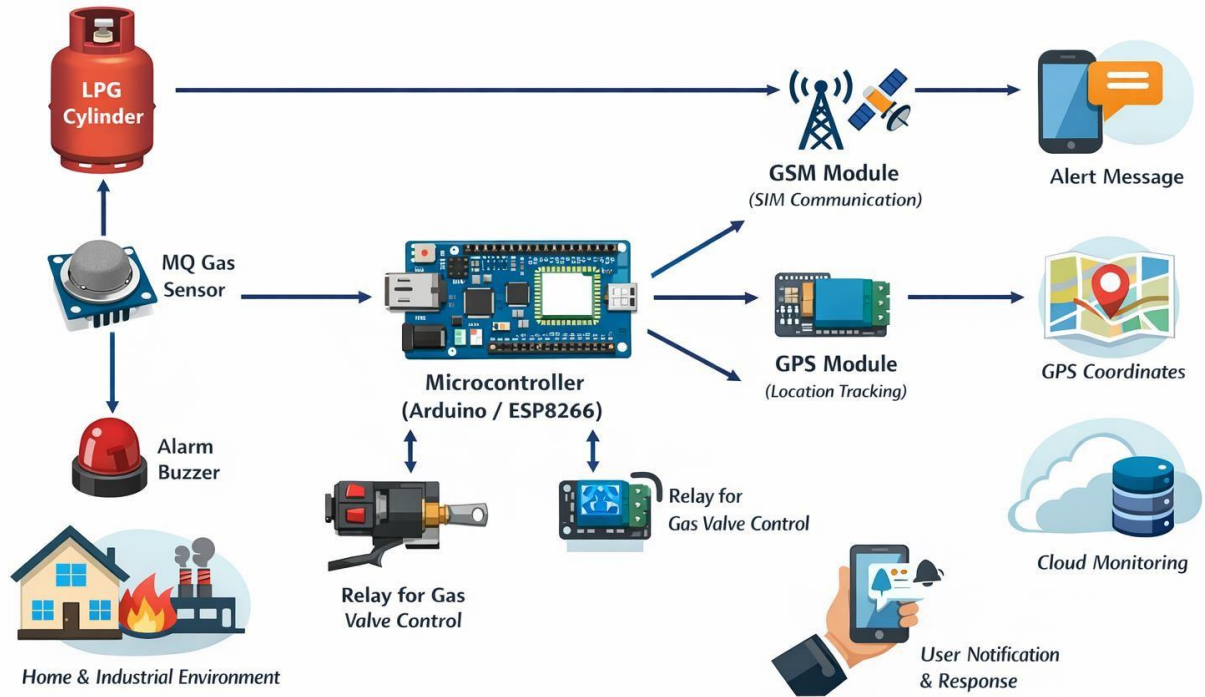 LPG
Cylinder
GSM Module
(SIM Communication)
Alert Message
MQ Gas
Sensor
Microcontroller
(Arduino / ESP8266)
GPS Module
(Location Tracking)
GPS Coordinates
Alarm
Buzzer
Relay for Gas
Valve Control
Relay for
Gas Valve Control
Cloud Monitoring
Home & Industrial Environment
User Notification
& Response